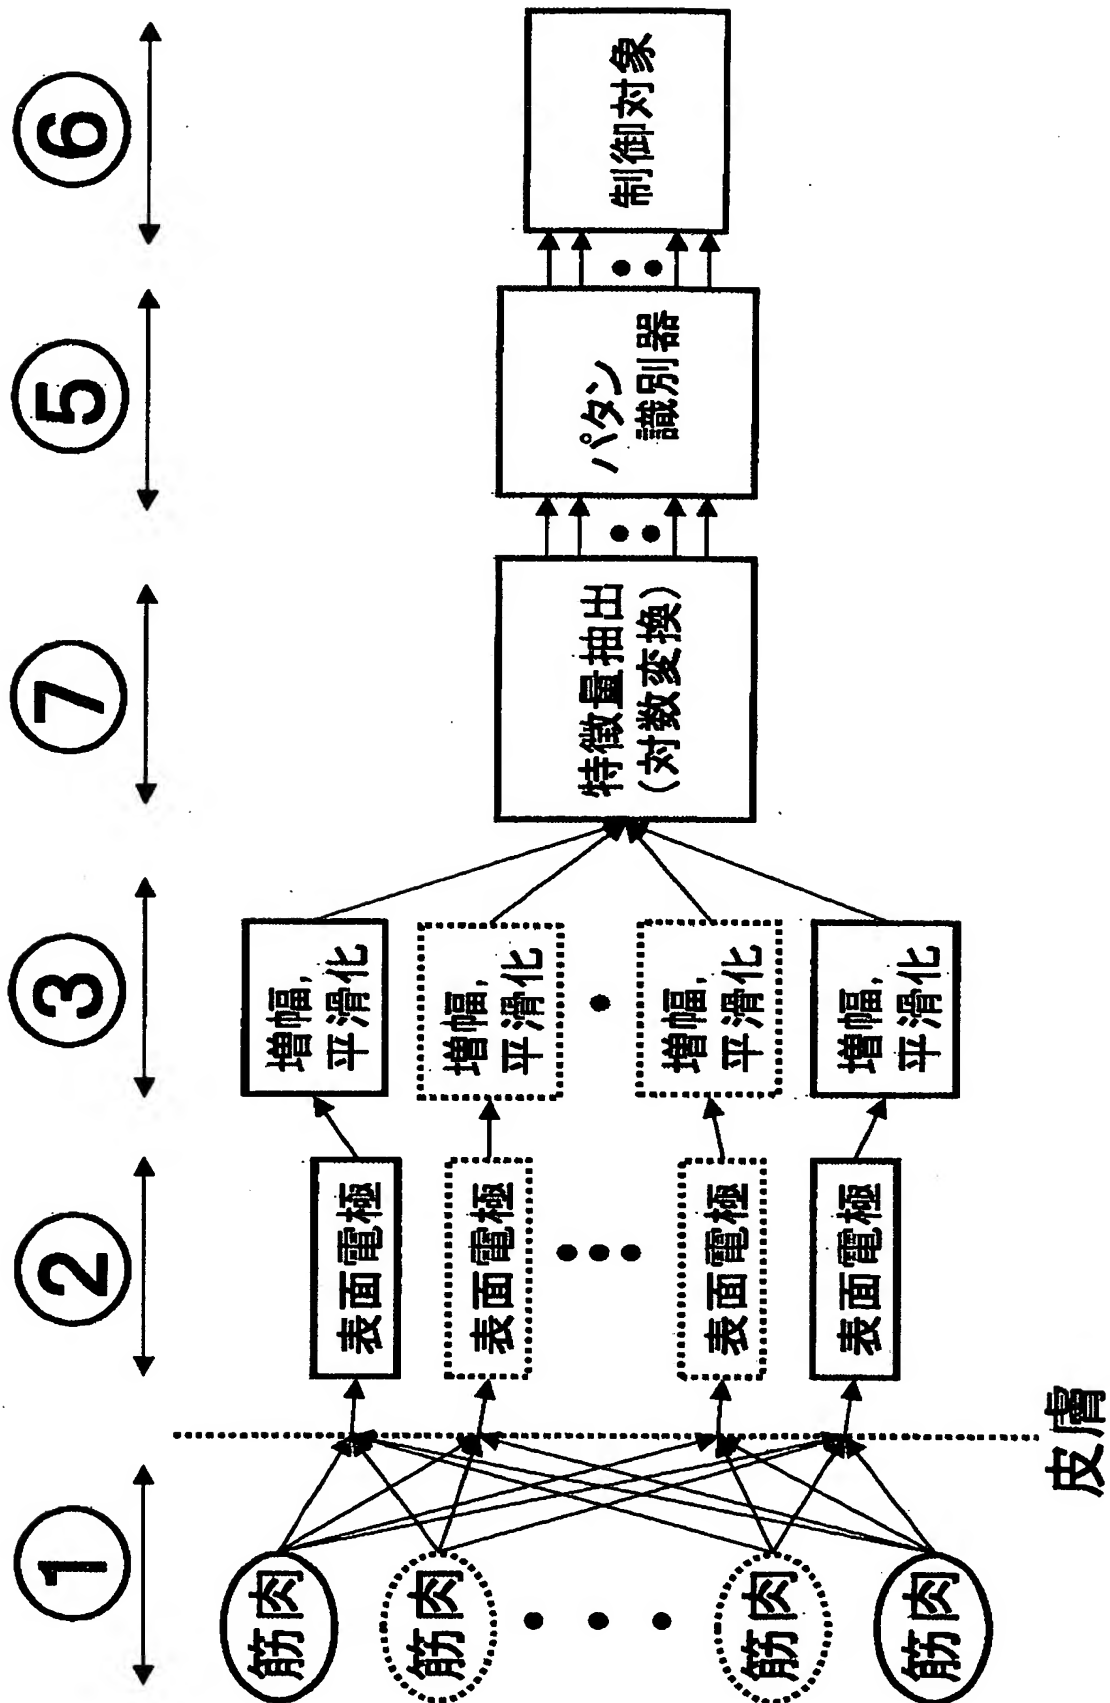 ①
②
③
⑦
⑤
⑥
筋肉
筋肉
筋肉
筋肉
皮膚
表面電極
表面電極
表面電極
表面電極
増幅,
平滑化
増幅,
平滑化
増幅,
平滑化
増幅,
平滑化
特徴量抽出
(対数変換)
パタン
識別器
制御対象